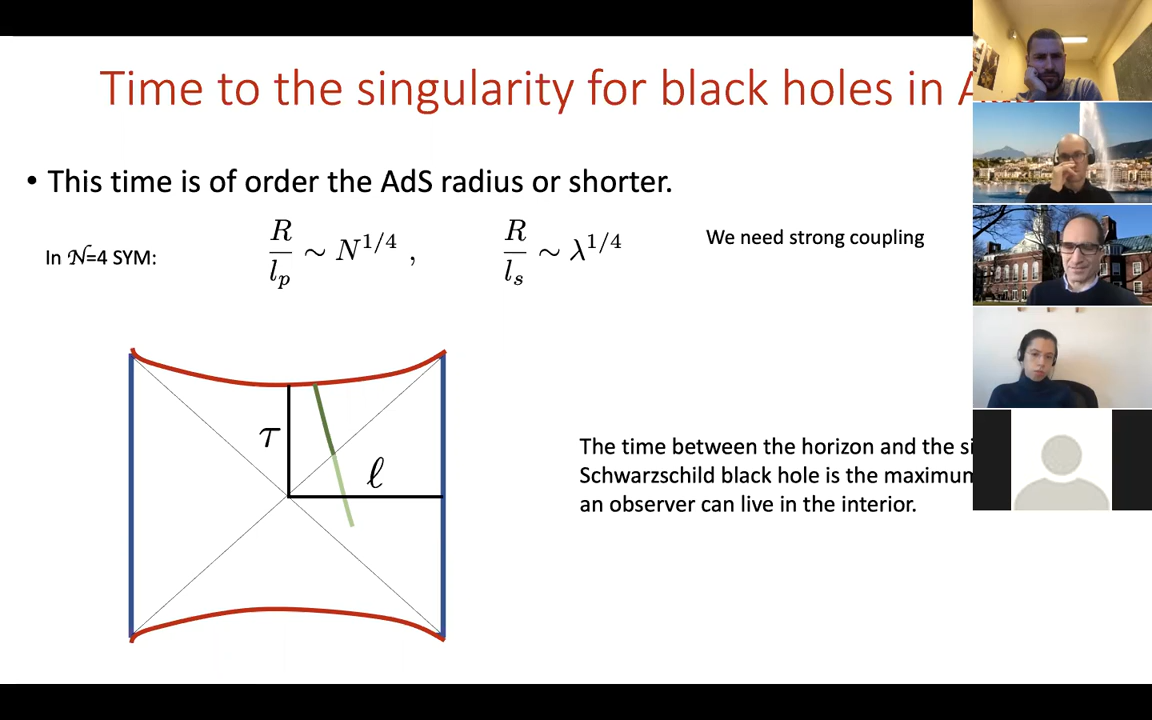 Time to the singularity for black holes in
• This time is of order the AdS radius or shorter.
In 𝒩=4 SYM:
R/l_p ∼ N^{1/4} ,
R/l_s ∼ λ^{1/4}
We need strong coupling
τ
ℓ
The time between the horizon and the
Schwarzschild black hole is the maximum
an observer can live in the interior.